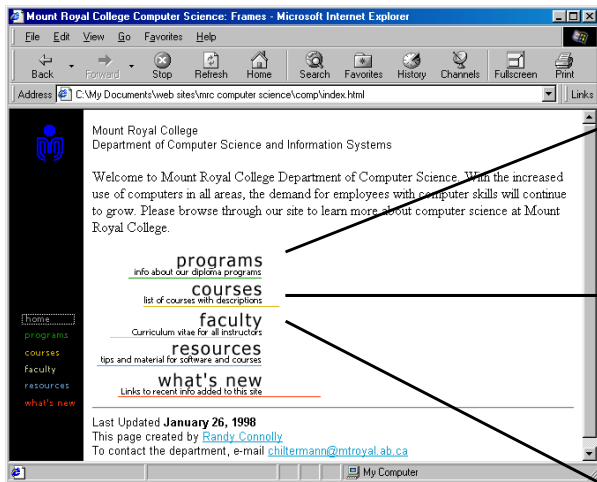 Mount Royal College Computer Science: Frames - Microsoft Internet Explorer
File Edit View Go Favorites Help
Back Forward Stop Refresh Home Search Favorites History Channels Fullscreen Print
Address C:\My Documents\web sites\mrc computer science\comp\index.html Links
Mount Royal College
Department of Computer Science and Information Systems
Welcome to Mount Royal College Department of Computer Science. With the increased
use of computers in all areas, the demand for employees with computer skills will continue
to grow. Please browse through our site to learn more about computer science at Mount
Royal College.
programs
info about our diploma programs
courses
list of courses with descriptions
faculty
Curriculum vitae for all instructors
resources
tips and material for software and courses
what's new
Links to recent info added to this site
home
programs
courses
faculty
resources
what's new
Last Updated January 26, 1998
This page created by Randy Connolly
To contact the department, e-mail chiltermann@mtroyal.ab.ca
My Computer